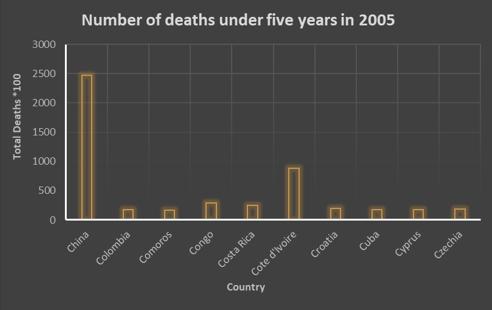 Number of deaths under five years in 2005
Total Deaths *100
3000
2500
2000
1500
1000
500
0
China
Colombia
Comoros
Congo
Costa Rica
Cote d'Ivoire
Croatia
Cuba
Cyprus
Czechia
Country